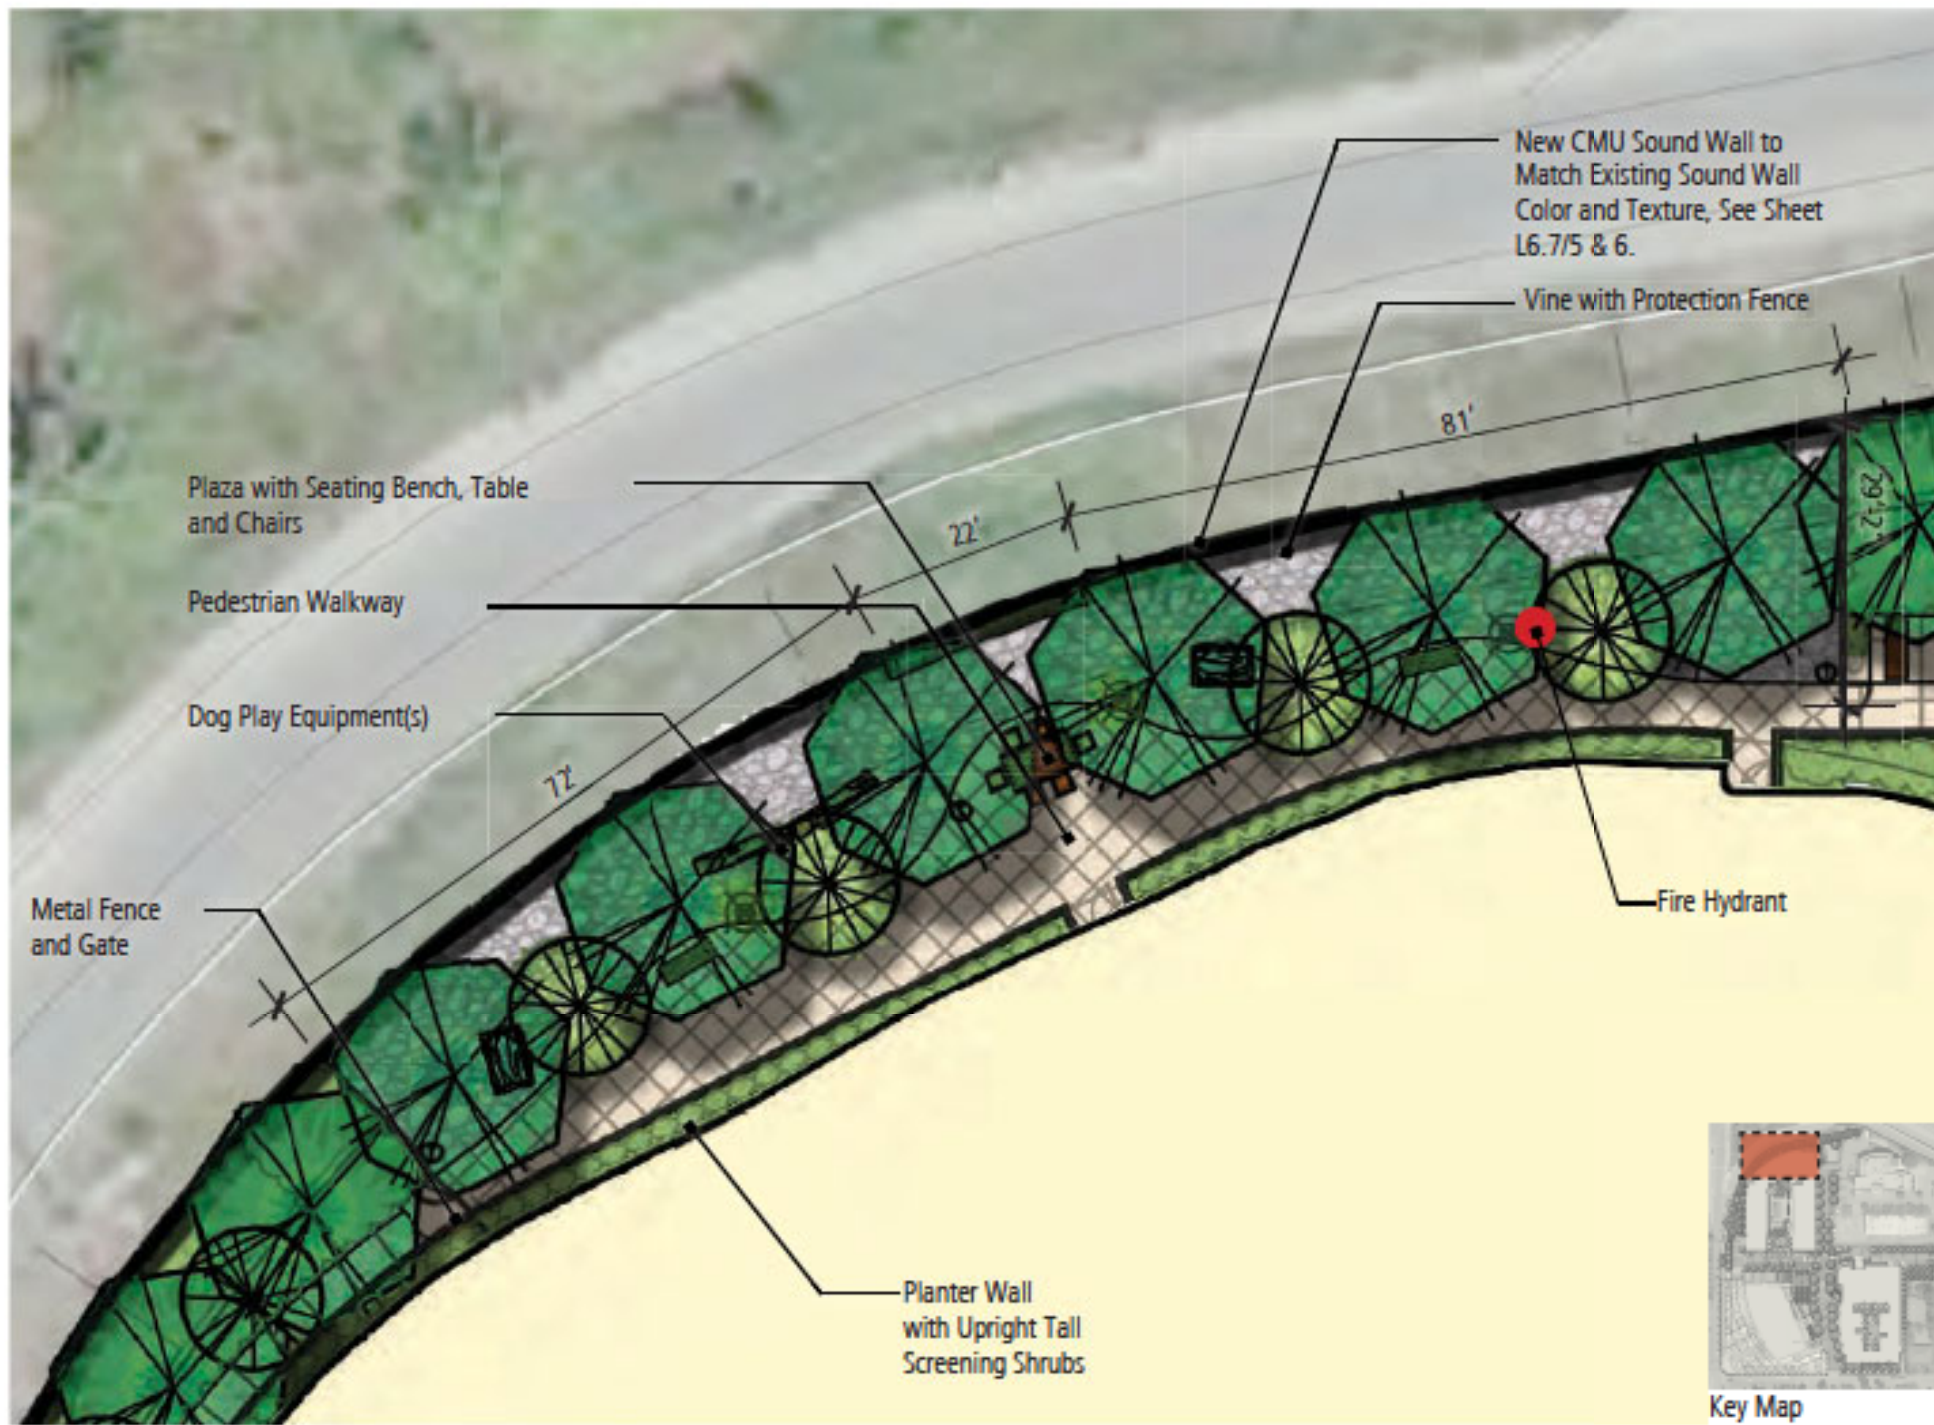 New CMU Sound Wall to
Match Existing Sound Wall
Color and Texture, See Sheet
L6.7/5 & 6.
Vine with Protection Fence
81'
29'-2"
Plaza with Seating Bench, Table
and Chairs
22'
Pedestrian Walkway
Dog Play Equipment(s)
72'
Metal Fence
and Gate
Fire Hydrant
Planter Wall
with Upright Tall
Screening Shrubs
Key Map